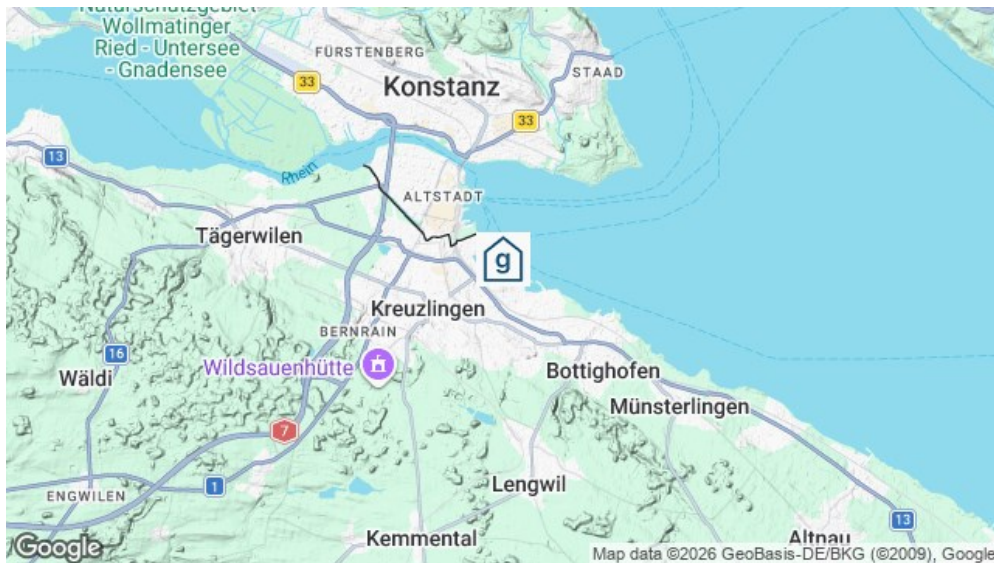 Naturschutzgebiet
Wollmatinger
Ried - Untersee
- Gnadensee
FÜRSTENBERG
STAAD
33
Konstanz
33
13
Rhein
ALTSTADT
Tägerwilen
g
Kreuzlingen
BERNRAIN
16
Wildsauenhütte
Wäldi
Bottighofen
Münsterlingen
7
1
Lengwil
ENGWILEN
13
Kemmental
Altnau
Google
Map data ©2026 GeoBasis-DE/BKG (©2009), Google